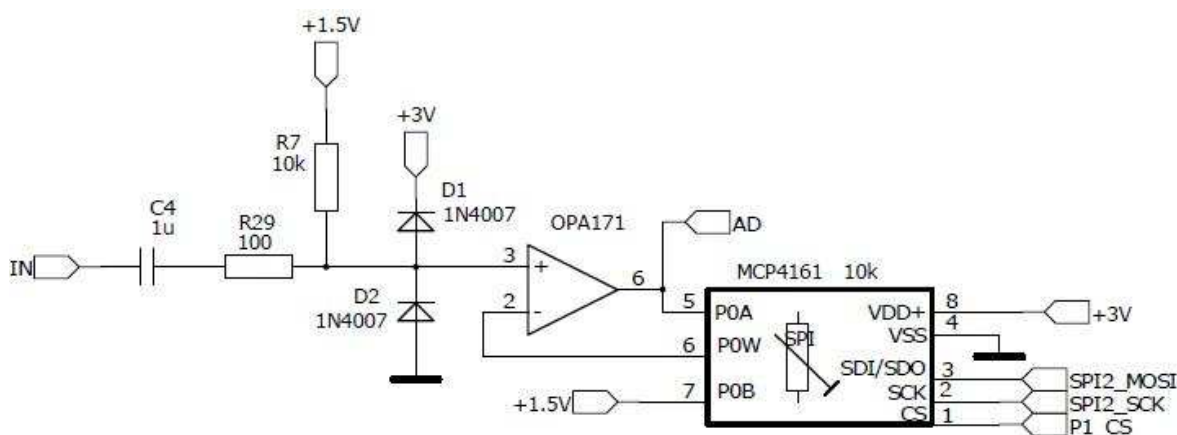 +1.5V
R7
10k
+3V
D1
1N4007
OPA171
AD
C4
1u
R29
100
IN
3
+
2
-
6
D2
1N4007
MCP4161 10k
5
P0A
6
P0W
7
P0B
+1.5V
SPI
VDD+
8
+3V
VSS
4
SDI/SDO
3
SPI2_MOSI
SCK
2
SPI2_SCK
CS
1
P1_CS